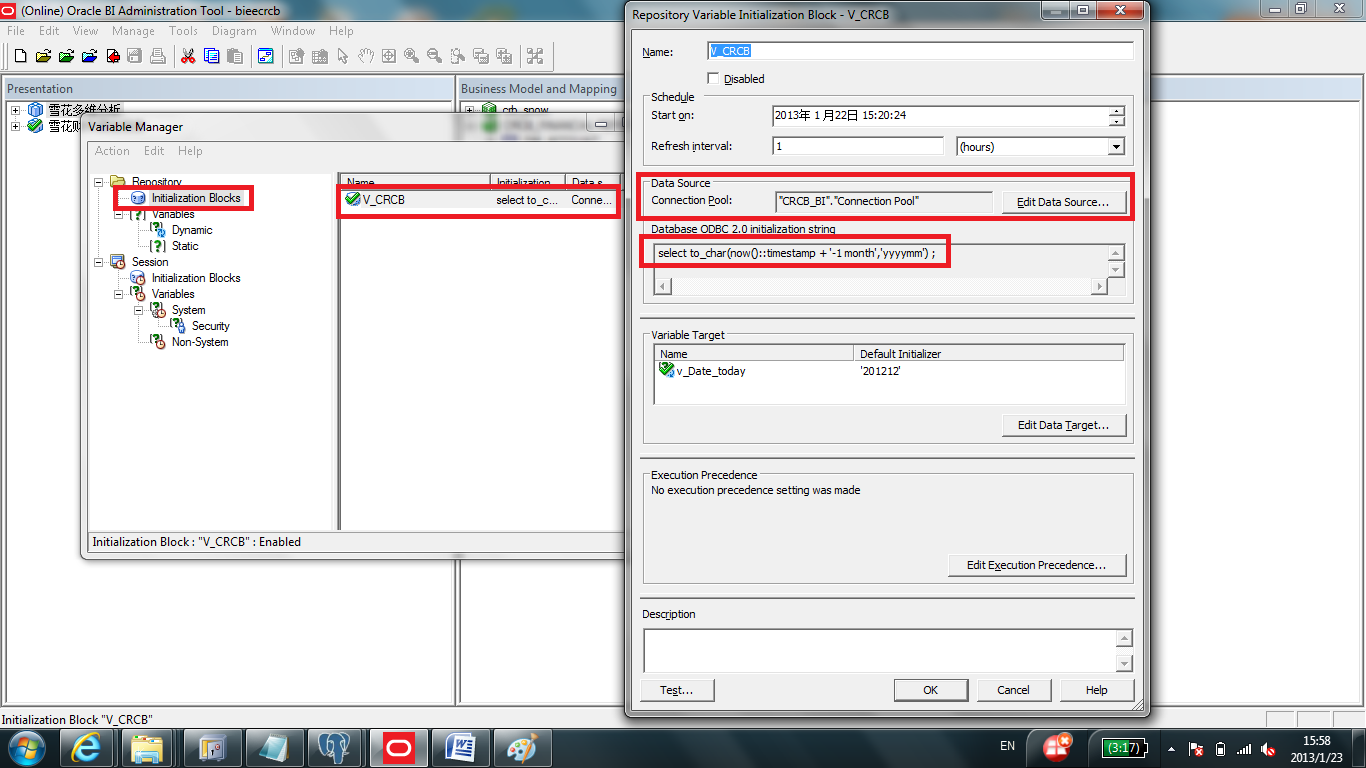 (Online) Oracle BI Administration Tool - bieecrcb
File Edit View Manage Tools Diagram Window Help
Presentation
雪花多维分析
雪花财
Business Model and Mapping
crb_snow
Variable Manager
Action Edit Help
Repository
Initialization Blocks
Variables
Dynamic
Static
Session
Initialization Blocks
Variables
System
Security
Non-System
Name Initialization... Data s...
V_CRCB select to_c... Conne...
Initialization Block : "V_CRCB" : Enabled
Repository Variable Initialization Block - V_CRCB
Name: V_CRCB
Disabled
Schedule
Start on: 2013年 1月22日 15:20:24
Refresh interval: 1 (hours)
Data Source
Connection Pool: "CRCB_BI"."Connection Pool" Edit Data Source...
Database ODBC 2.0 initialization string
select to_char(now()::timestamp + '-1 month','yyyymm') ;
Variable Target
Name Default Initializer
v_Date_today '201212'
Edit Data Target...
Execution Precedence
No execution precedence setting was made
Edit Execution Precedence...
Description
Test... OK Cancel Help
Initialization Block "V_CRCB"
EN (3:17) 15:58
2013/1/23